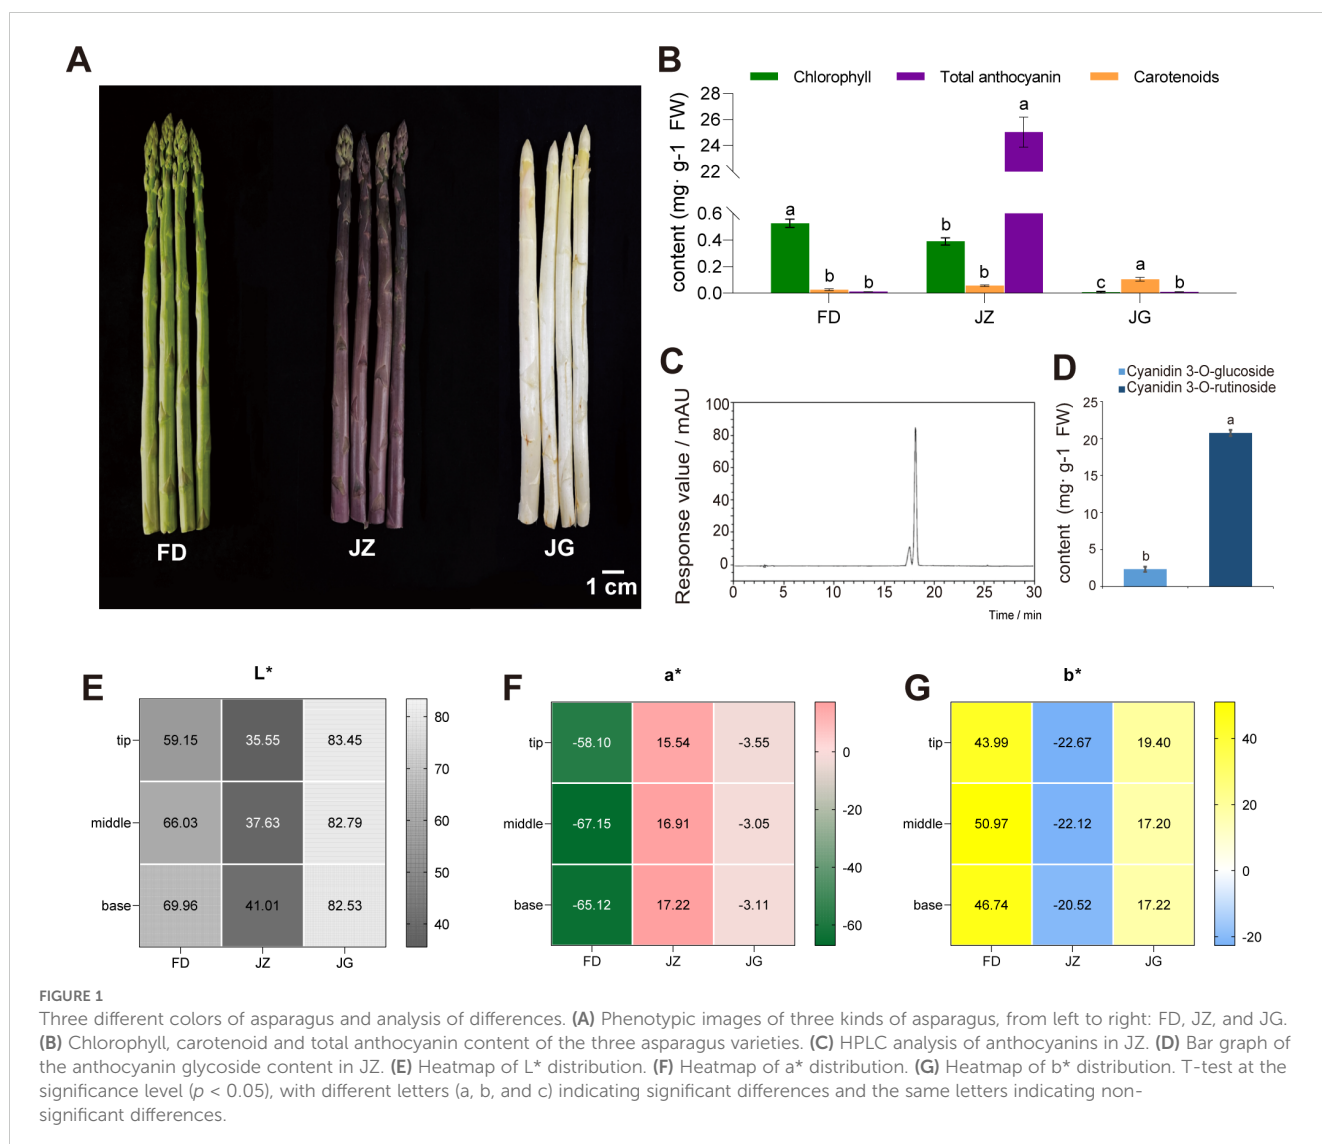 A
FD
JZ
JG
1 cm
B
Chlorophyll
Total anthocyanin
Carotenoids
content (mg· g-1 FW)
28
26
24
22
0.6
0.4
0.2
0.0
a
b
b
b
b
a
c
a
b
FD
JZ
JG
C
Response value / mAU
100
80
60
40
20
0
0
5
10
15
20
25
30
Time / min
D
Cyanidin 3-O-glucoside
Cyanidin 3-O-rutinoside
content (mg· g-1 FW)
25
20
15
10
5
0
b
a
E
L*
tip
59.15
35.55
83.45
middle
66.03
37.63
82.79
base
69.96
41.01
82.53
FD
JZ
JG
80
70
60
50
40
F
a*
tip
-58.10
15.54
-3.55
middle
-67.15
16.91
-3.05
base
-65.12
17.22
-3.11
FD
JZ
JG
0
-20
-40
-60
G
b*
tip
43.99
-22.67
19.40
middle
50.97
-22.12
17.20
base
46.74
-20.52
17.22
FD
JZ
JG
40
20
0
-20
FIGURE 1
Three different colors of asparagus and analysis of differences. (A) Phenotypic images of three kinds of asparagus, from left to right: FD, JZ, and JG.
(B) Chlorophyll, carotenoid and total anthocyanin content of the three asparagus varieties. (C) HPLC analysis of anthocyanins in JZ. (D) Bar graph of
the anthocyanin glycoside content in JZ. (E) Heatmap of L* distribution. (F) Heatmap of a* distribution. (G) Heatmap of b* distribution. T-test at the
significance level (p < 0.05), with different letters (a, b, and c) indicating significant differences and the same letters indicating non-
significant differences.